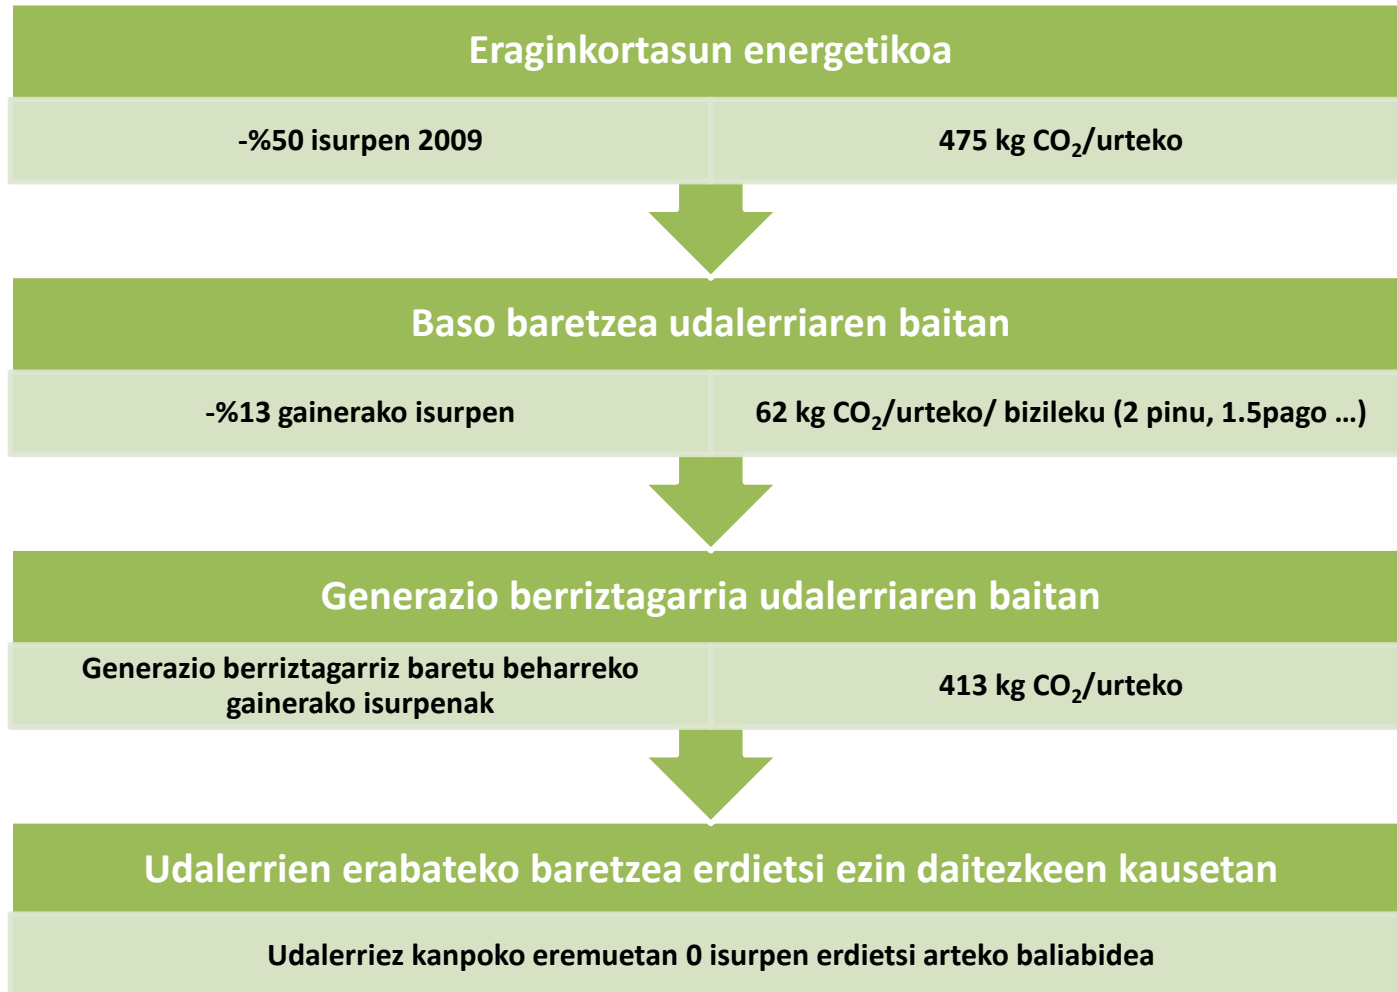 Eraginkortasun energetikoa
-%50 isurpen 2009
475 kg CO₂/urteko
Baso baretzea udalerriaren baitan
-%13 gainerako isurpen
62 kg CO₂/urteko/ bizileku (2 pinu, 1.5pago ...)
Generazio berriztagarria udalerriaren baitan
Generazio berriztagarriz baretu beharreko
gainerako isurpenak
413 kg CO₂/urteko
Udalerrien erabateko baretzea erdietsi ezin daitezkeen kausetan
Udalerriez kanpoko eremuetan 0 isurpen erdietsi arteko baliabidea